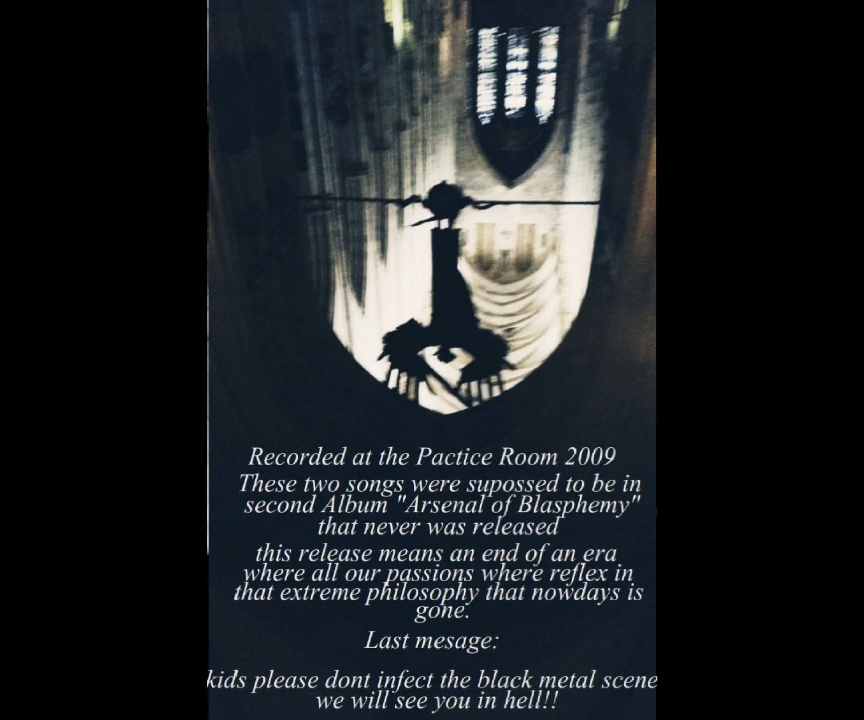 Recorded at the Pactice Room 2009
These two songs were supossed to be in
second Album "Arsenal of Blasphemy"
that never was released
this release means an end of an era
where all our passions where reflex in
that extreme philosophy that nowdays is
gone.
Last mesage:
kids please dont infect the black metal scene
we will see you in hell!!